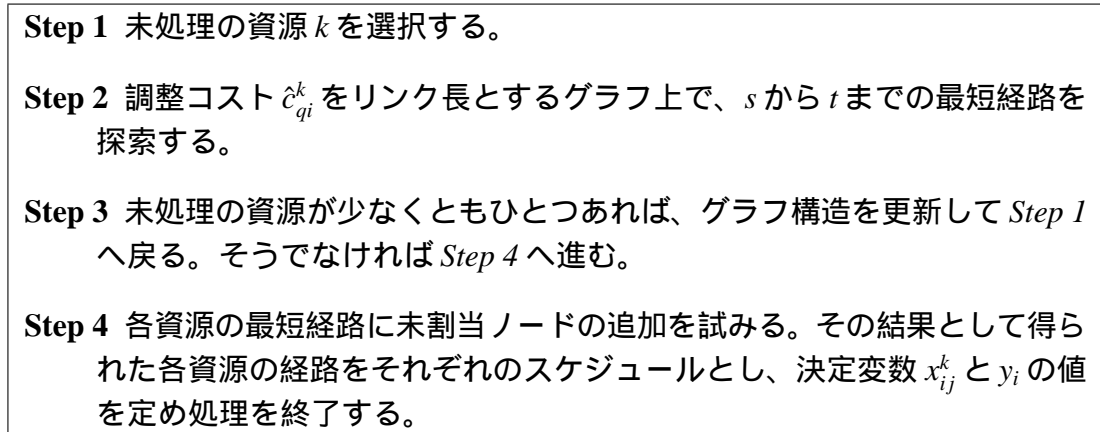 Step 1 未処理の資源 k を選択する。
Step 2 調整コスト ĉ^k_{qi} をリンク長とするグラフ上で、s から t までの最短経路を
探索する。
Step 3 未処理の資源が少なくともひとつあれば、グラフ構造を更新して Step 1
へ戻る。そうでなければ Step 4 へ進む。
Step 4 各資源の最短経路に未割当ノードの追加を試みる。その結果として得ら
れた各資源の経路をそれぞれのスケジュールとし、決定変数 x^k_{ij} と y_i の値
を定め処理を終了する。